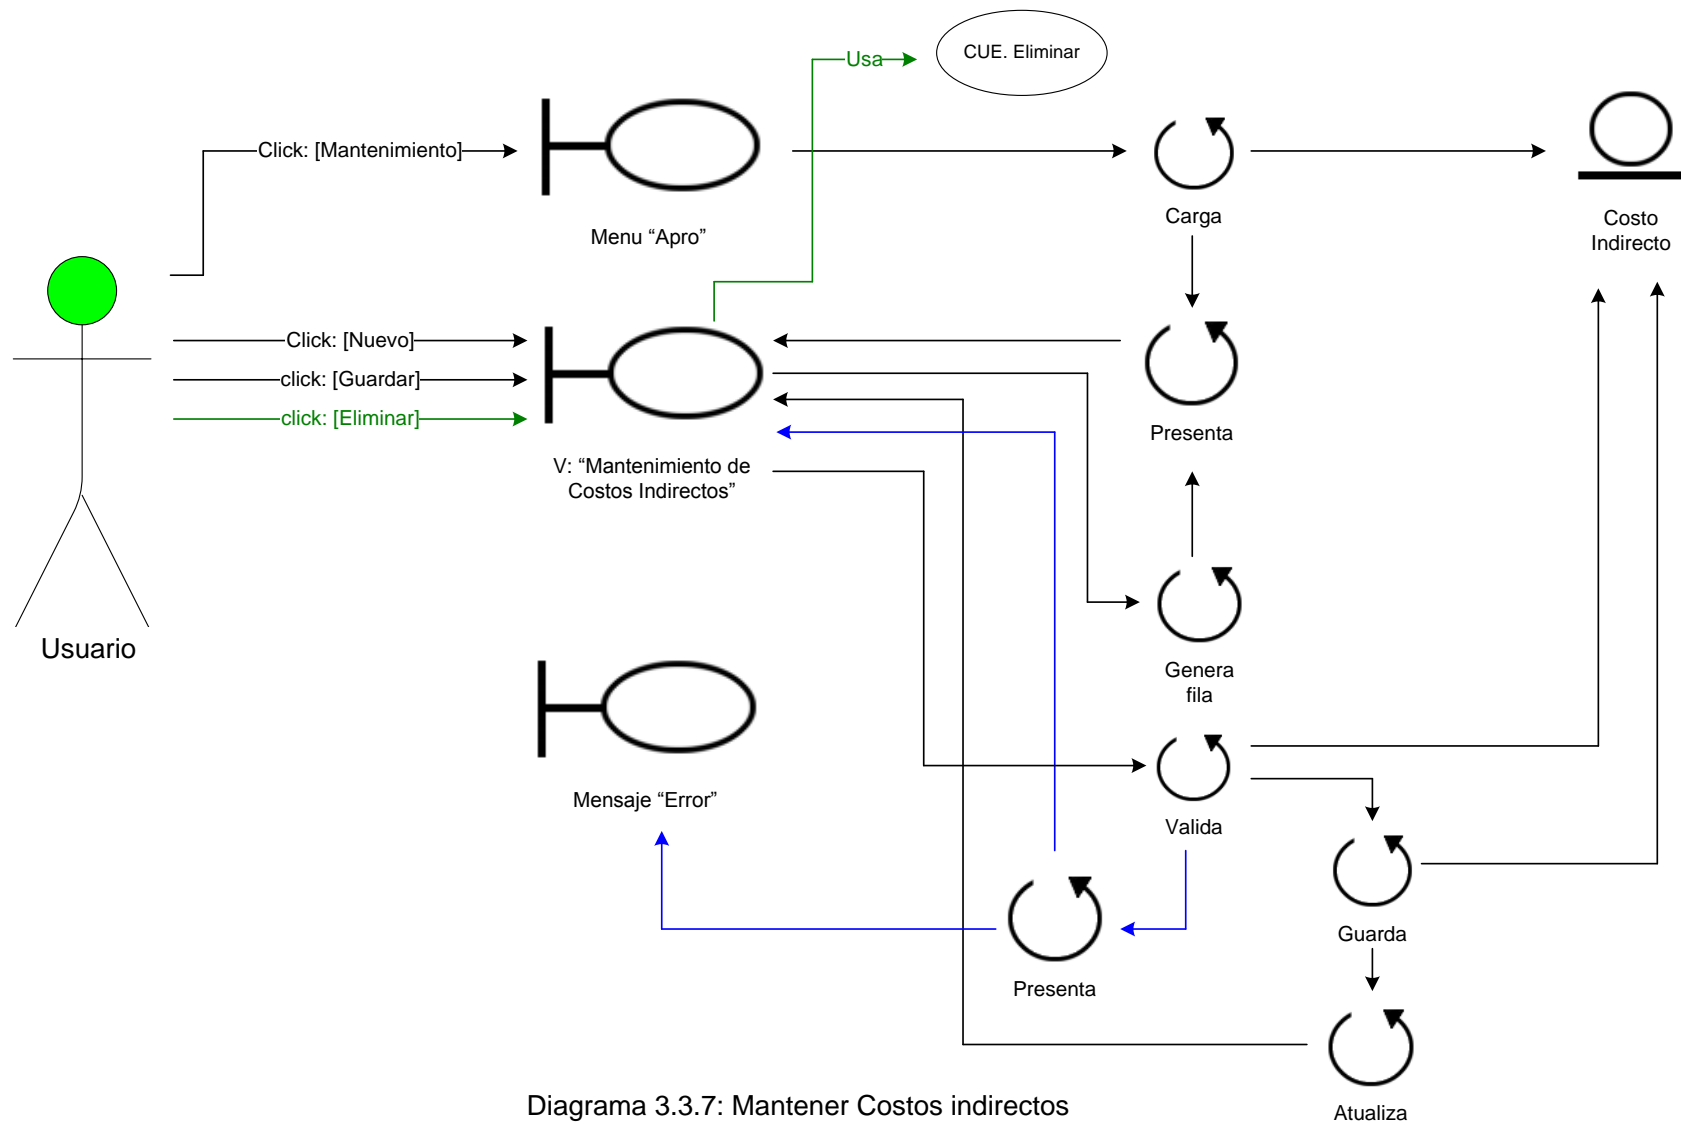 Usa
CUE. Eliminar
Click: [Mantenimiento]
Menu “Apro”
Carga
Costo
Indirecto
Click: [Nuevo]
click: [Guardar]
click: [Eliminar]
V: “Mantenimiento de
Costos Indirectos”
Presenta
Usuario
Genera
fila
Mensaje “Error”
Valida
Guarda
Presenta
Atualiza
Diagrama 3.3.7: Mantener Costos indirectos